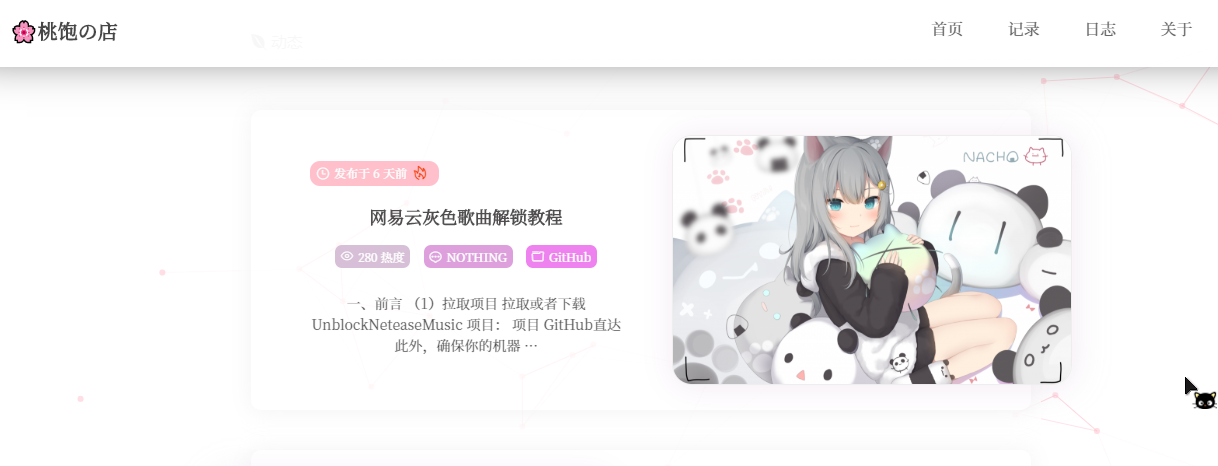 桃饱の店
首页 记录 日志 关于
动态
发布于 6 天前
网易云灰色歌曲解锁教程
280 热度 NOTHING GitHub
一、前言 （1）拉取项目 拉取或者下载
UnblockNeteaseMusic 项目： 项目 GitHub直达
此外，确保你的机器 …
NACHO